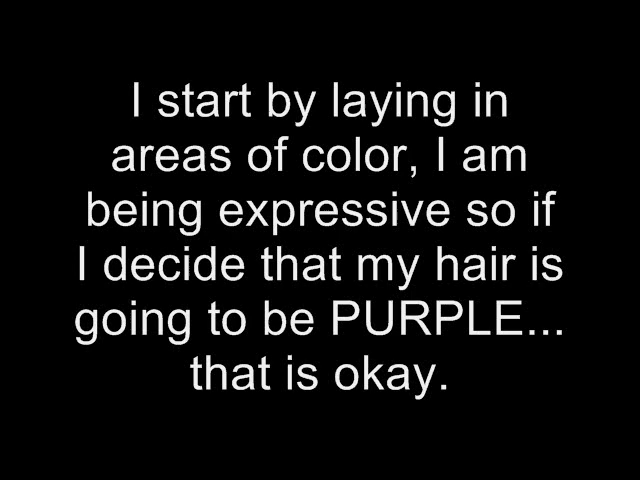 I start by laying in
areas of color, I am
being expressive so if
I decide that my hair is
going to be PURPLE...
that is okay.